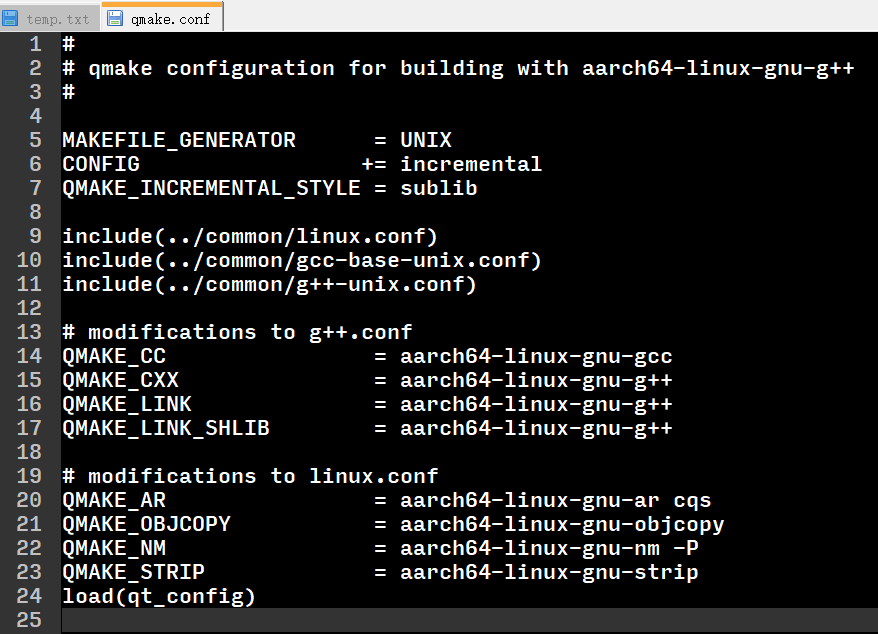 temp.txt qmake.conf
1 #
2 # qmake configuration for building with aarch64-linux-gnu-g++
3 #
4
5 MAKEFILE_GENERATOR      = UNIX
6 CONFIG                 += incremental
7 QMAKE_INCREMENTAL_STYLE = sublib
8
9 include(../common/linux.conf)
10 include(../common/gcc-base-unix.conf)
11 include(../common/g++-unix.conf)
12
13 # modifications to g++.conf
14 QMAKE_CC                = aarch64-linux-gnu-gcc
15 QMAKE_CXX               = aarch64-linux-gnu-g++
16 QMAKE_LINK              = aarch64-linux-gnu-g++
17 QMAKE_LINK_SHLIB        = aarch64-linux-gnu-g++
18
19 # modifications to linux.conf
20 QMAKE_AR                = aarch64-linux-gnu-ar cqs
21 QMAKE_OBJCOPY           = aarch64-linux-gnu-objcopy
22 QMAKE_NM                = aarch64-linux-gnu-nm -P
23 QMAKE_STRIP             = aarch64-linux-gnu-strip
24 load(qt_config)
25